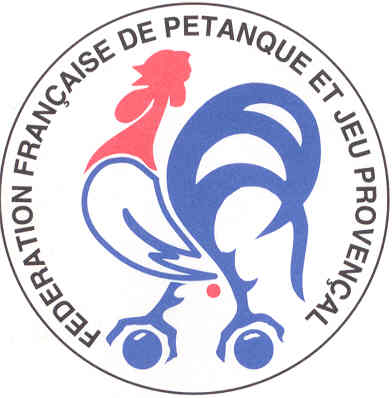 FEDERATION FRANÇAISE DE PETANQUE ET JEU PROVENÇAL